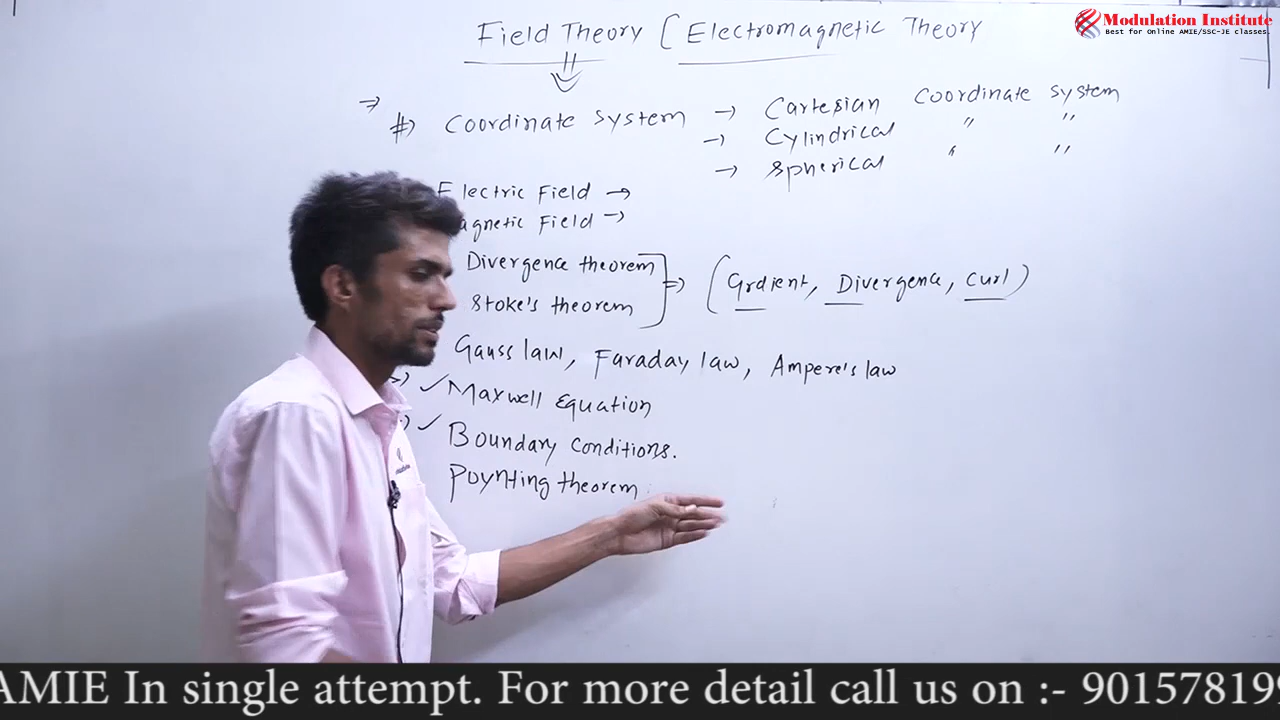 Field Theory [ Electromagnetic Theory
Modulation Institute
Best for Online AMIE/SSC-JE classes.
⇒ #) Coordinate System → Cartesian Coordinate System
→ Cylindrical " "
→ Spherical " "
Electric Field →
agnetic Field →
Divergence theorem
Stoke's theorem ] ⇒ (Grdient, Divergence, Curl)
Gauss law, Faraday law, Ampere's law
✓ Maxwell Equation
✓ Boundary Conditions.
Poynting theorem
AMIE In single attempt. For more detail call us on :- 901578199